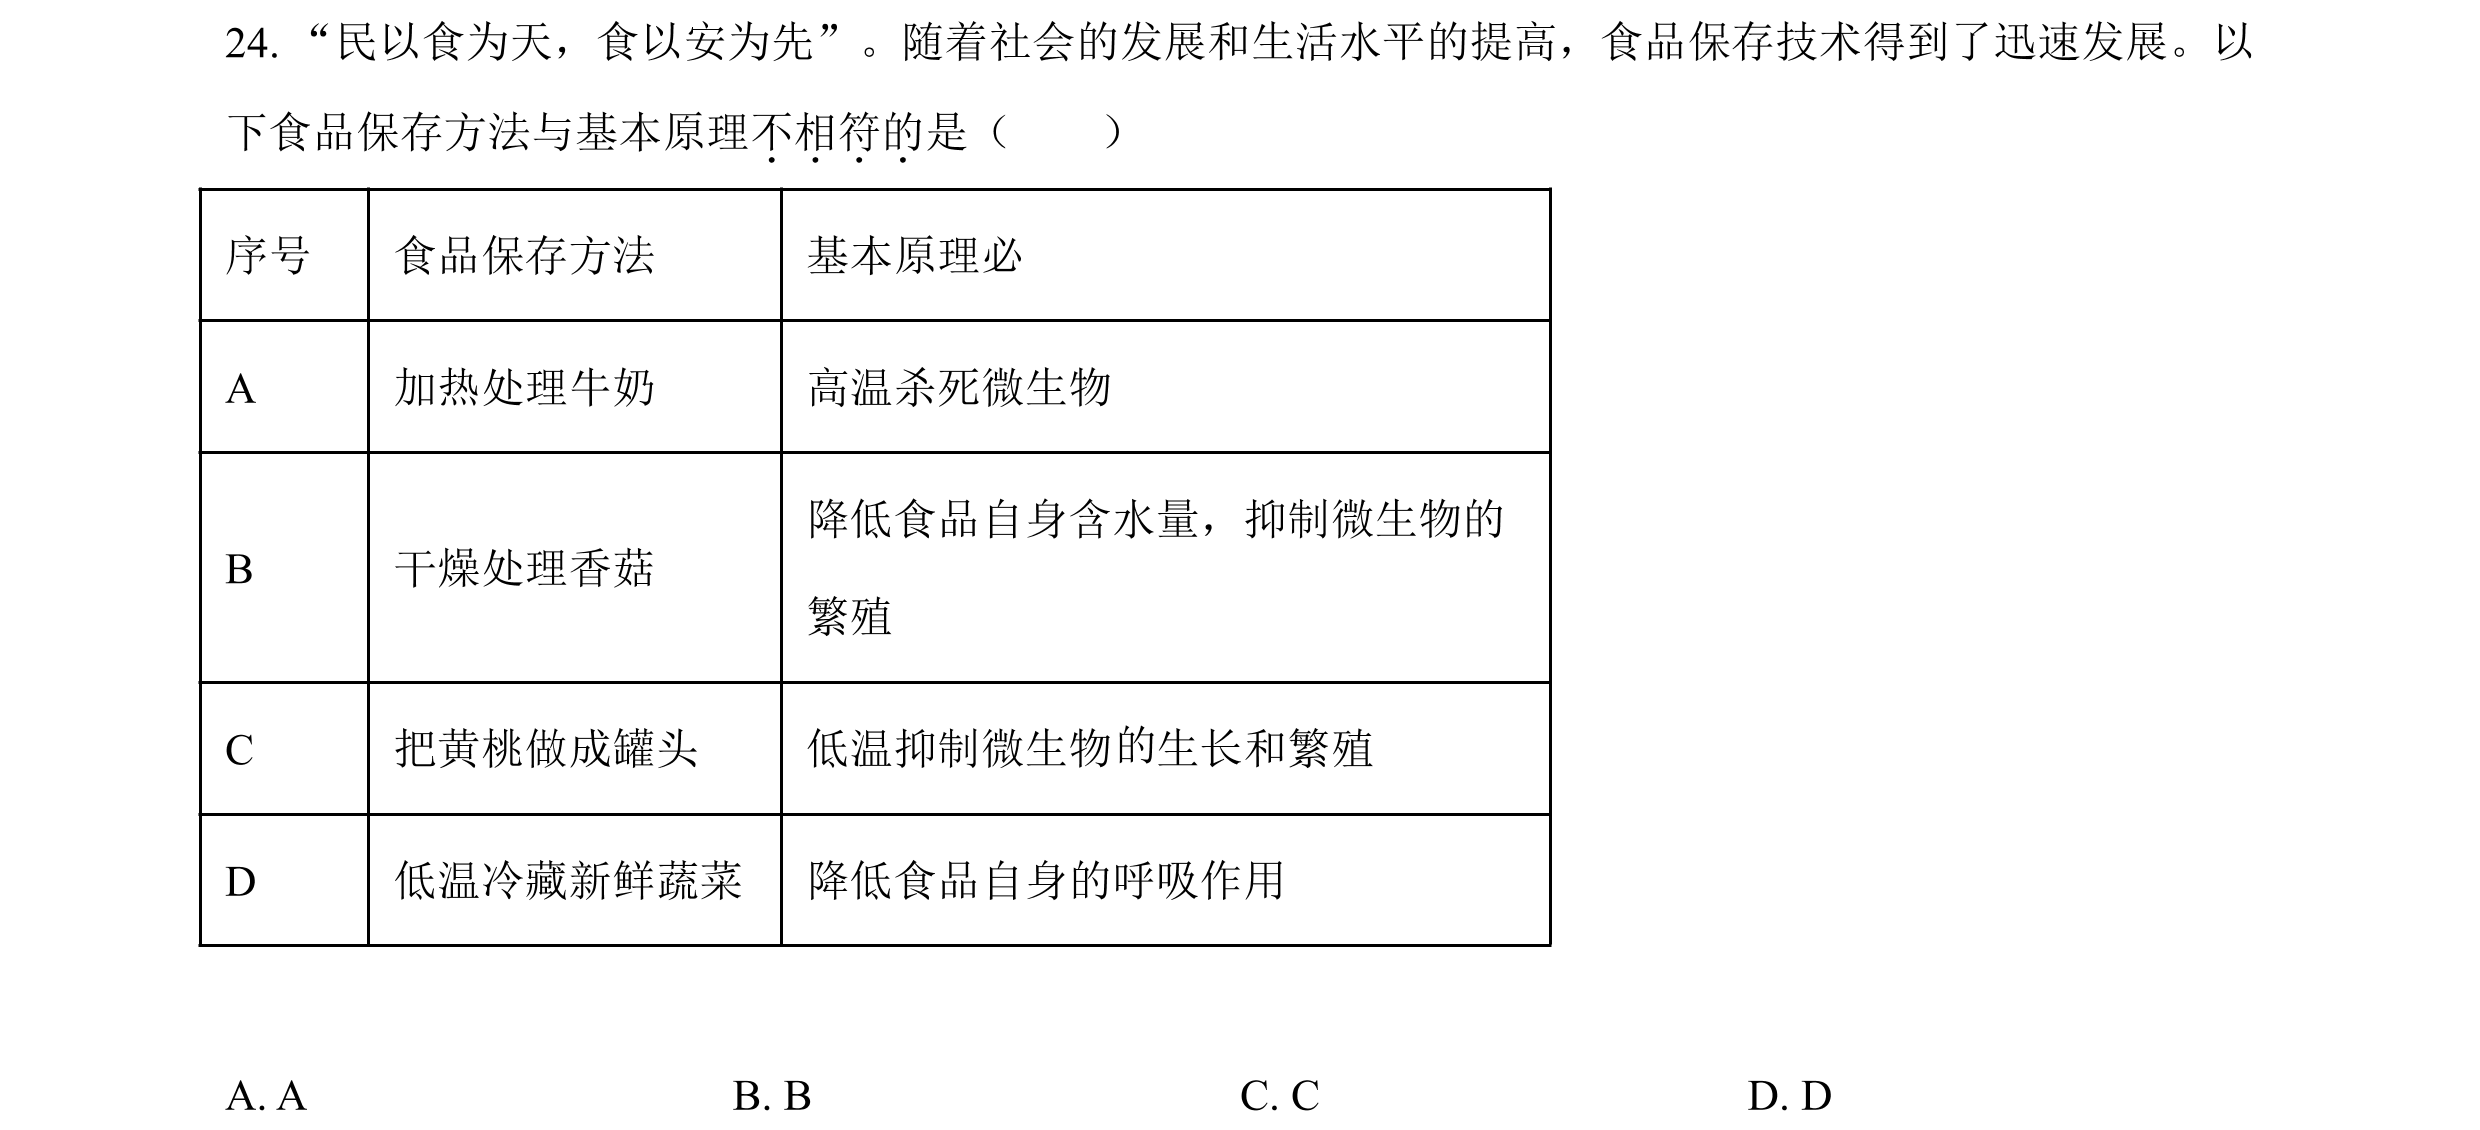 24. “民以食为天，食以安为先”。随着社会的发展和生活水平的提高，食品保存技术得到了迅速发展。以
下食品保存方法与基本原理不相符的是（　　）
序号 食品保存方法 基本原理必
A 加热处理牛奶 高温杀死微生物
B 干燥处理香菇 降低食品自身含水量，抑制微生物的
繁殖
C 把黄桃做成罐头 低温抑制微生物的生长和繁殖
D 低温冷藏新鲜蔬菜 降低食品自身的呼吸作用
A. A B. B C. C D. D